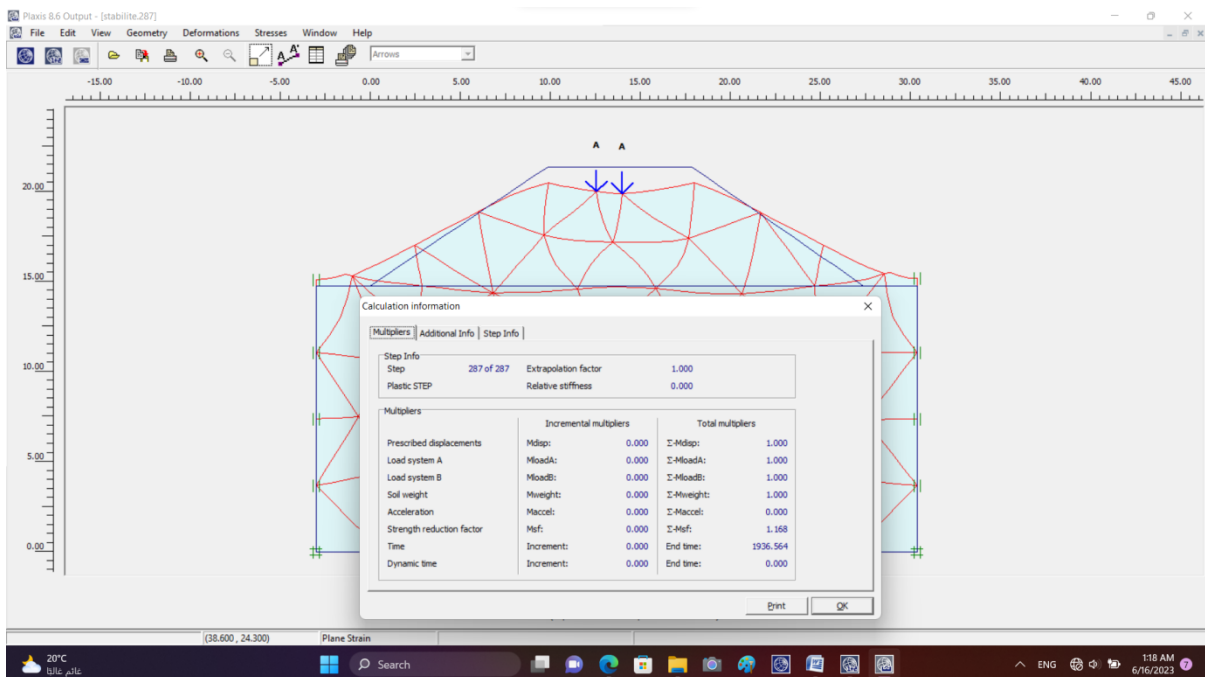 Plaxis 8.6 Output - [stabilite.287]
File Edit View Geometry Deformations Stresses Window Help
Arrows
-15.00 -10.00 -5.00 0.00 5.00 10.00 15.00 20.00 25.00 30.00 35.00 40.00 45.00
A A
20.00
15.00
10.00
5.00
0.00
Calculation information
Multipliers Additional Info Step Info
Step Info
Step 287 of 287 Extrapolation factor 1.000
Plastic STEP Relative stiffness 0.000
Multipliers
Incremental multipliers Total multipliers
Prescribed displacements Mdisp: 0.000 Σ-Mdisp: 1.000
Load system A MloadA: 0.000 Σ-MloadA: 1.000
Load system B MloadB: 0.000 Σ-MloadB: 1.000
Soil weight Mweight: 0.000 Σ-Mweight: 1.000
Acceleration Maccel: 0.000 Σ-Maccel: 0.000
Strength reduction factor Msf: 0.000 Σ-Msf: 1.168
Time Increment: 0.000 End time: 1936.564
Dynamic time Increment: 0.000 End time: 0.000
Print OK
(38.600 , 24.300) Plane Strain
20°C
غائم غالبًا
Search
ENG
1:18 AM
6/16/2023
7